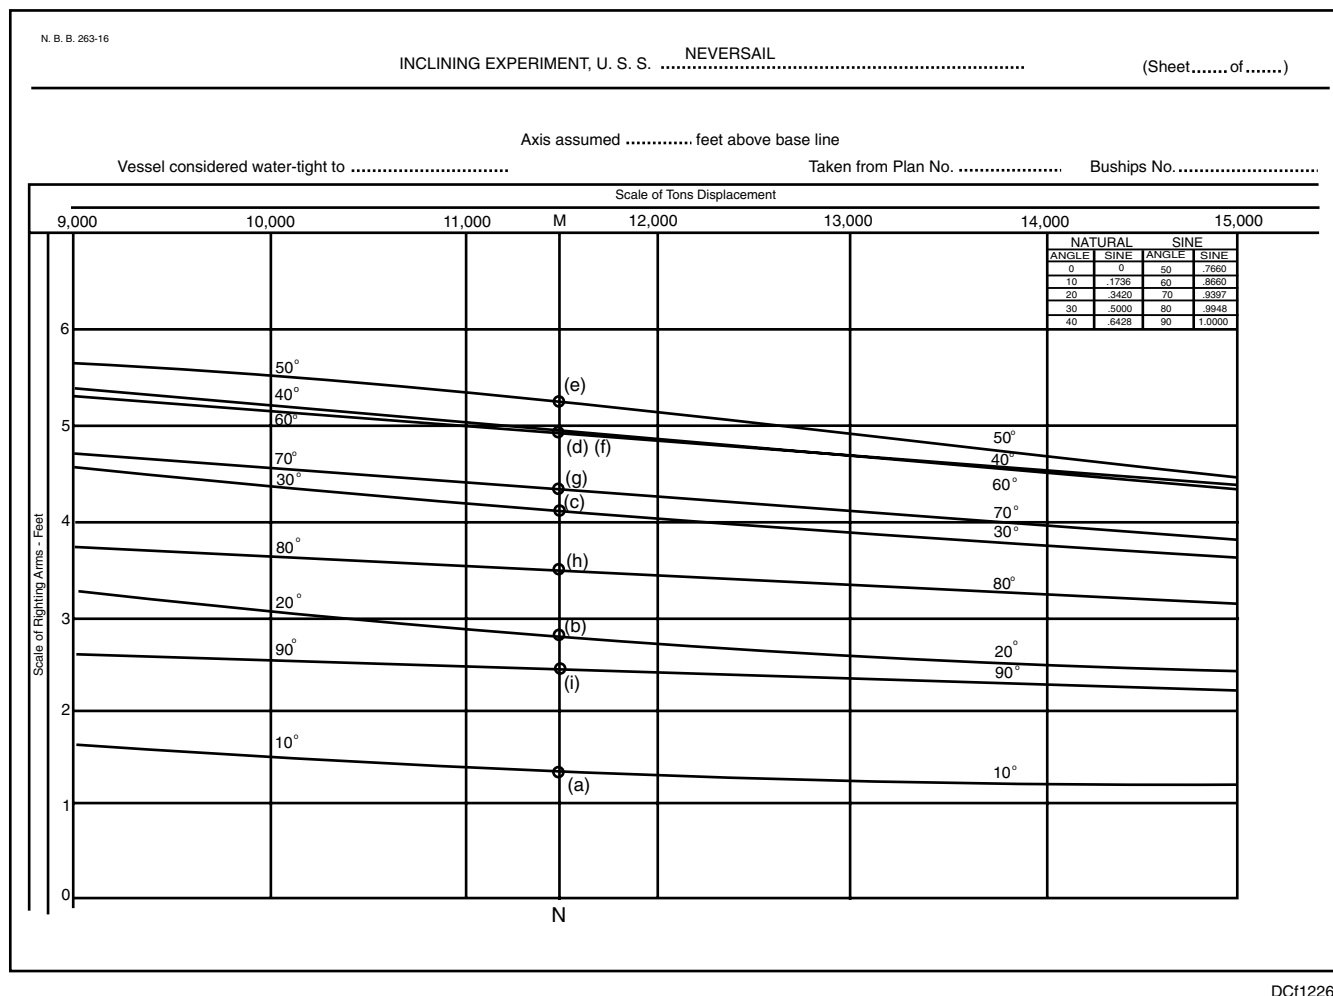 N. B. B. 263-16
NEVERSAIL
INCLINING EXPERIMENT, U. S. S. ........................ (Sheet ...... of ...... )
Axis assumed ............ feet above base line
Vessel considered water-tight to ........................ Taken from Plan No. .................. Buships No. ........................
Scale of Tons Displacement
9,000 10,000 11,000 M 12,000 13,000 14,000 15,000
NATURAL SINE
ANGLE SINE ANGLE SINE
0 0 50 .7660
10 .1736 60 .8660
20 .3420 70 .9397
30 .5000 80 .9948
40 .6428 90 1.0000
6
50°
(e)
40°
5
60°
50°
(d) (f)
40°
70°
(g)
60°
30°
(c)
70°
4
30°
80°
(h)
80°
20°
3
(b)
90°
20°
(i)
90°
2
10°
10°
(a)
1
0
Scale of Righting Arms - Feet
N
DCf1226